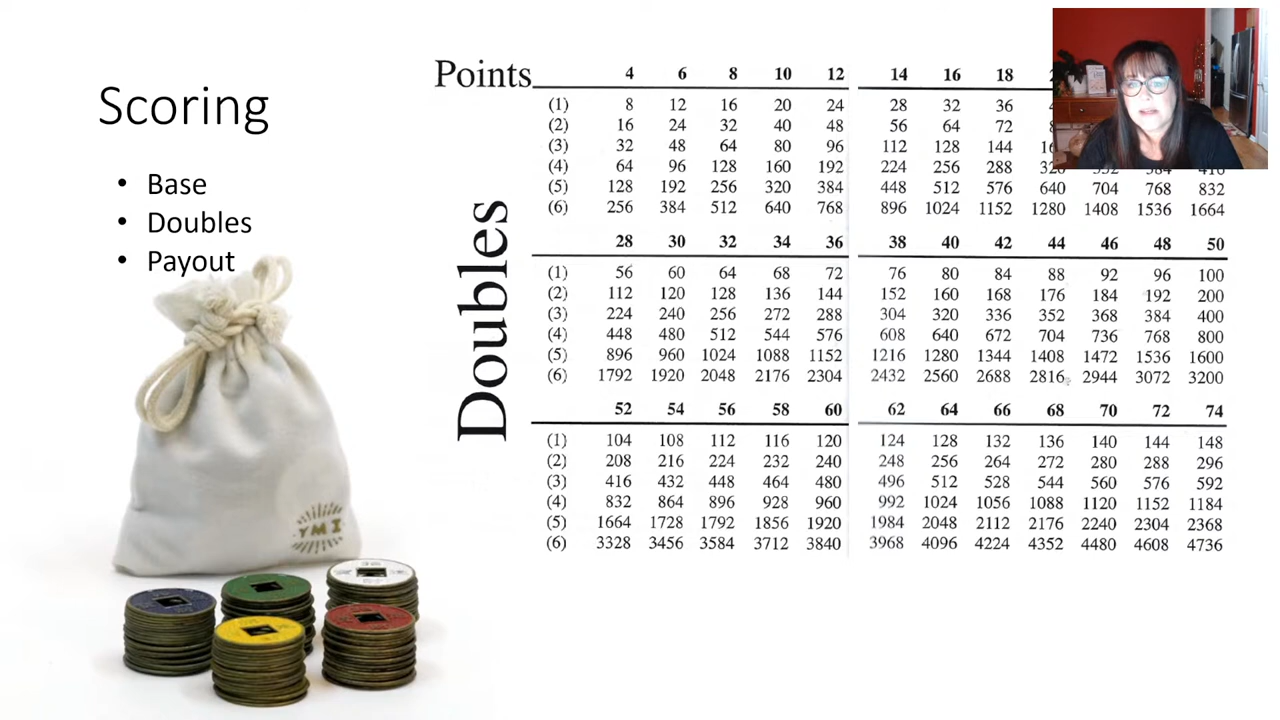 Scoring
• Base
• Doubles
• Payout
YMI
Points 4 6 8 10 12 14 16 18
(1) 8 12 16 20 24 28 32 36
(2) 16 24 32 40 48 56 64 72
(3) 32 48 64 80 96 112 128 144
(4) 64 96 128 160 192 224 256 288 320
(5) 128 192 256 320 384 448 512 576 640 704 768 832
(6) 256 384 512 640 768 896 1024 1152 1280 1408 1536 1664
Doubles
28 30 32 34 36 38 40 42 44 46 48 50
(1) 56 60 64 68 72 76 80 84 88 92 96 100
(2) 112 120 128 136 144 152 160 168 176 184 192 200
(3) 224 240 256 272 288 304 320 336 352 368 384 400
(4) 448 480 512 544 576 608 640 672 704 736 768 800
(5) 896 960 1024 1088 1152 1216 1280 1344 1408 1472 1536 1600
(6) 1792 1920 2048 2176 2304 2432 2560 2688 2816 2944 3072 3200
52 54 56 58 60 62 64 66 68 70 72 74
(1) 104 108 112 116 120 124 128 132 136 140 144 148
(2) 208 216 224 232 240 248 256 264 272 280 288 296
(3) 416 432 448 464 480 496 512 528 544 560 576 592
(4) 832 864 896 928 960 992 1024 1056 1088 1120 1152 1184
(5) 1664 1728 1792 1856 1920 1984 2048 2112 2176 2240 2304 2368
(6) 3328 3456 3584 3712 3840 3968 4096 4224 4352 4480 4608 4736